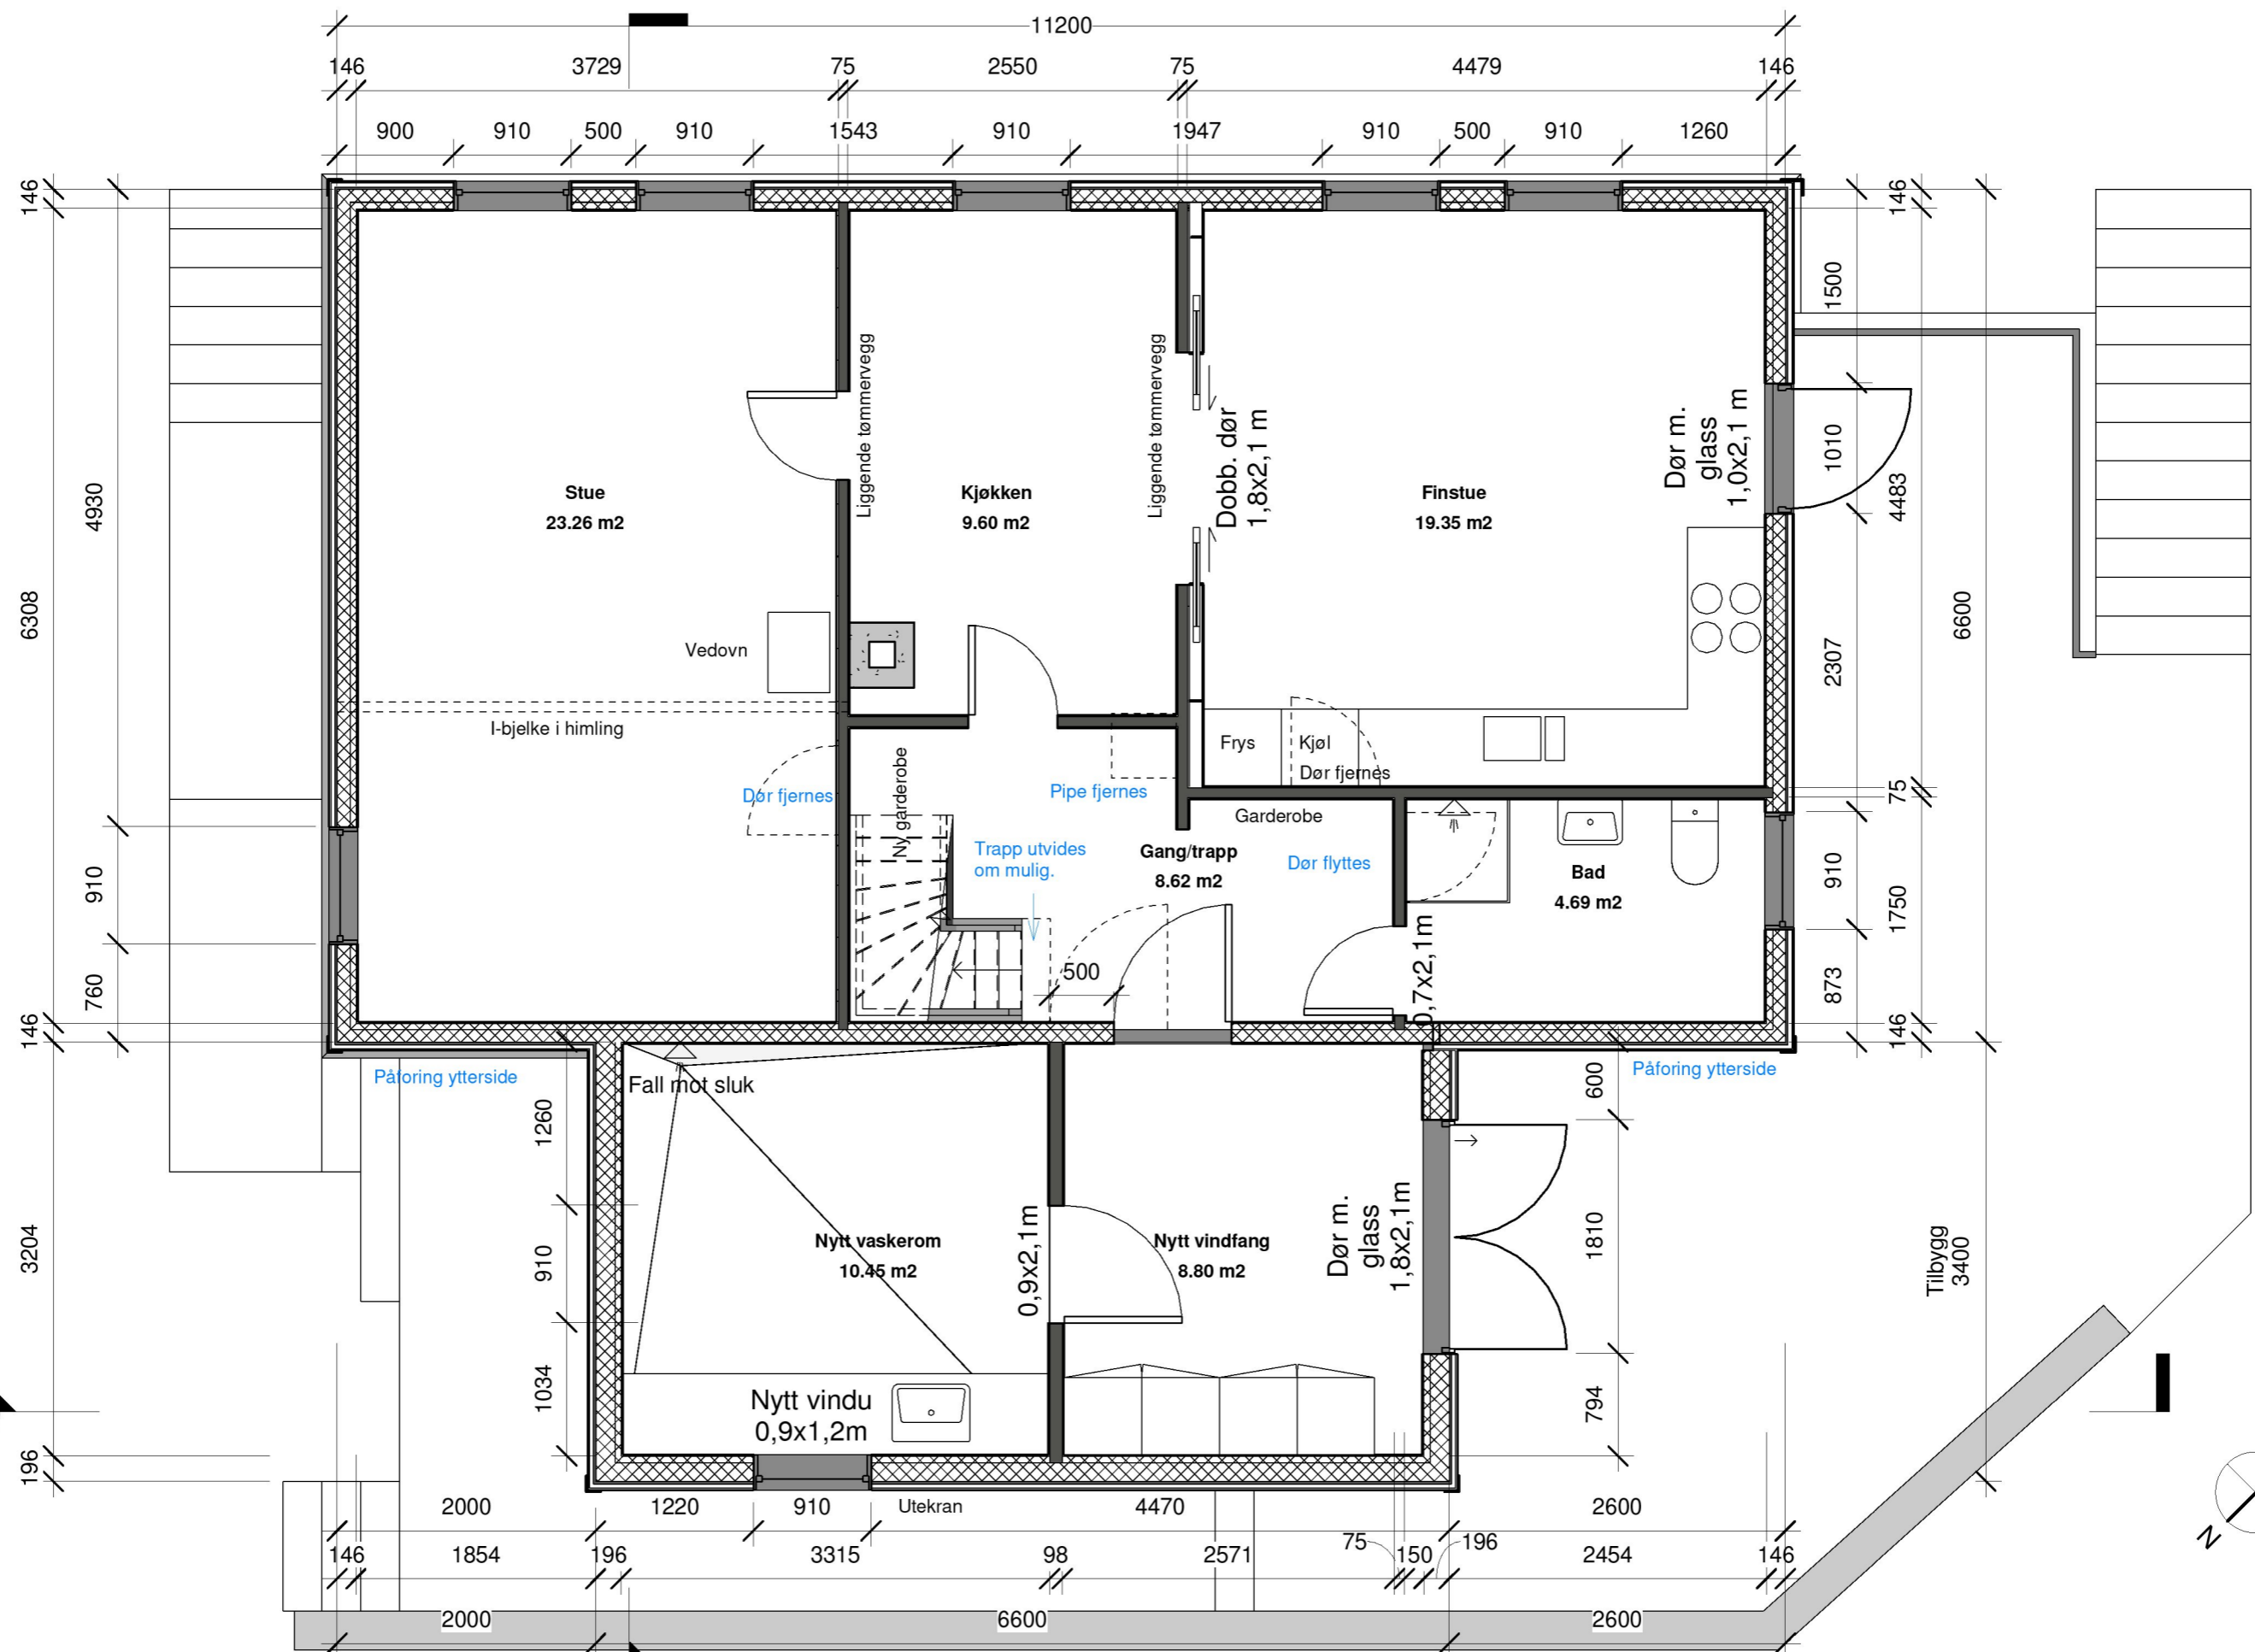 11200
146 3729 75 2550 75 4479 146
900 910 500 910 1543 910 1947 910 500 910 1260
146
4930
6308
910
760
146
3204
196
Stue
23.26 m2
Liggende tømmervegg
Kjøkken
9.60 m2
Liggende tømmervegg
Dobb. dør
1,8x2,1 m
Finstue
19.35 m2
Dør m.
glass
1,0x2,1 m
146
1500
1010
4483
6600
2307
75
910
1750
873
146
Vedovn
I-bjelke i himling
Dør fjernes
Ny garderobe
Pipe fjernes
Trapp utvides
om mulig.
Gang/trapp
8.62 m2
500
Frys
Kjøl
Dør fjernes
Garderobe
Dør flyttes
Bad
4.69 m2
0,7x2,1m
Påforing ytterside
Påforing ytterside
Fall mot sluk
1260
910
1034
Nytt vaskerom
10.45 m2
0,9x2,1m
Nytt vindfang
8.80 m2
Dør m.
glass
1,8x2,1m
600
1810
794
Tilbygg
3400
Nytt vindu
0,9x1,2m
Utekran
N
2000 1220 910 4470 2600
146 1854 196 3315 98 2571 75 150 196 2454 146
2000 6600 2600